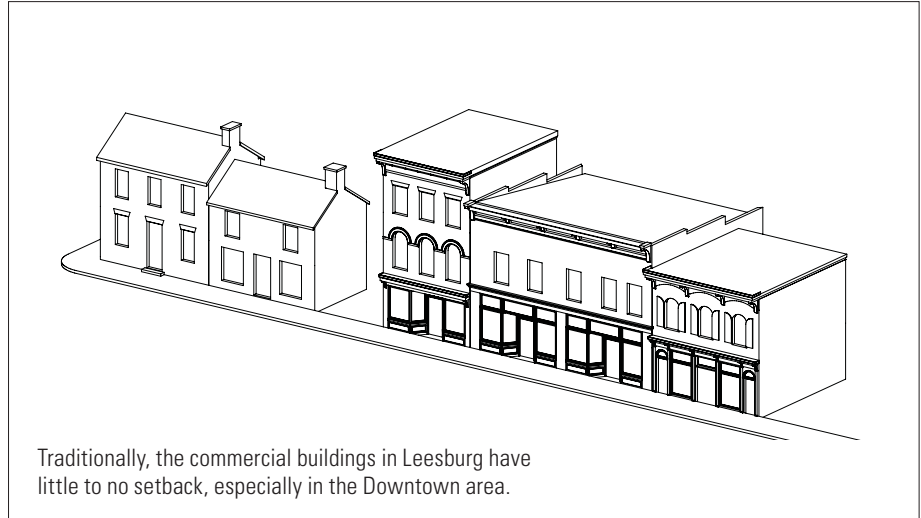 Traditionally, the commercial buildings in Leesburg have
little to no setback, especially in the Downtown area.